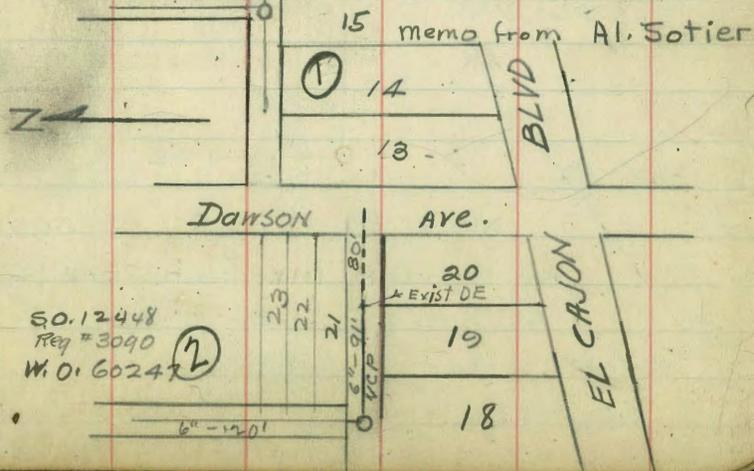 15 memo from Al. Sotier
1
14
BLVD
N
13
Dawson Ave.
80'
20
23
22
21
Exist DE
S.O. 12448
Req # 3090
W.O. 60247
2
6"-91'
VCP
19
EL CAJON
18
6"-120'